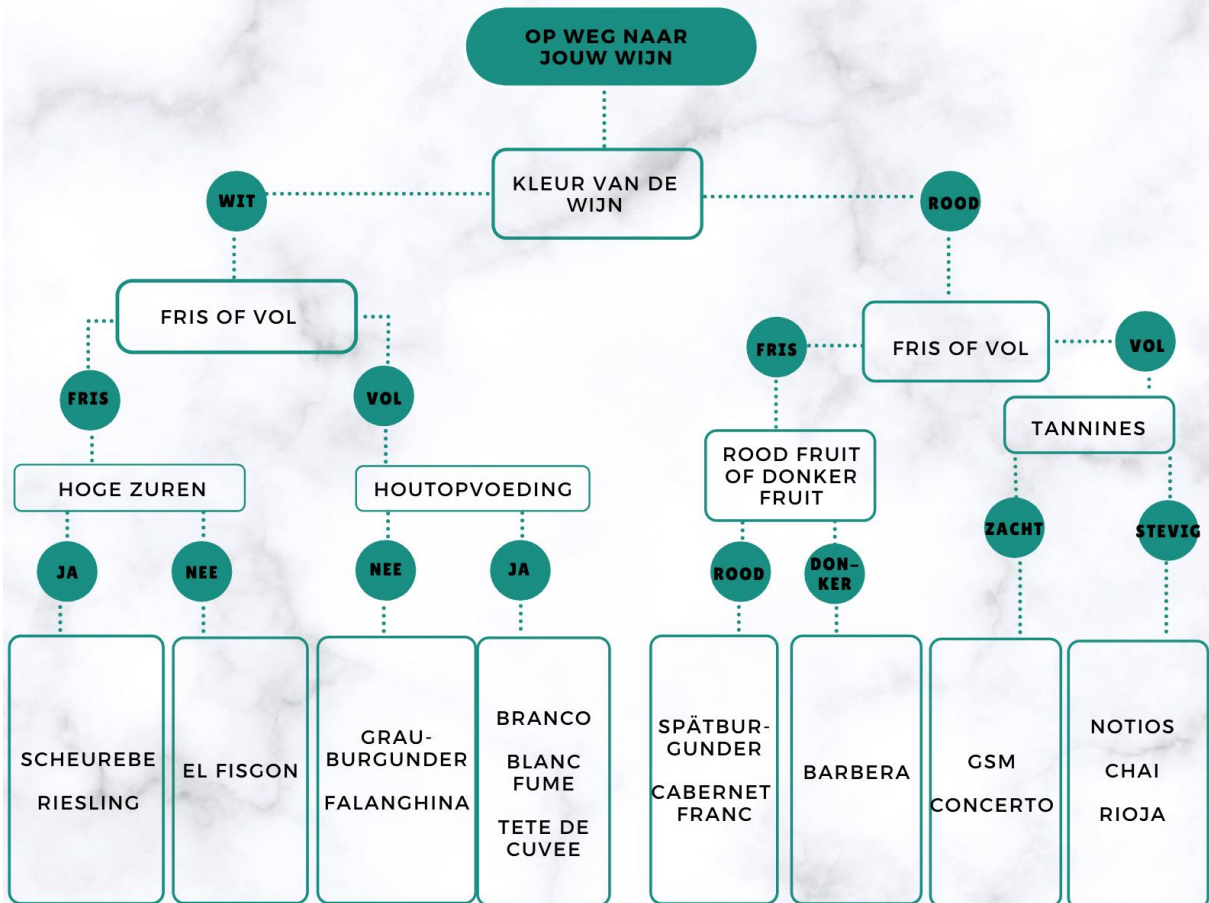 OP WEG NAAR
JOUW WIJN
KLEUR VAN DE
WIJN
WIT
ROOD
FRIS OF VOL
FRIS OF VOL
FRIS
VOL
FRIS
VOL
TANNINES
HOGE ZUREN
HOUTOPVOEDING
ROOD FRUIT
OF DONKER
FRUIT
ZACHT
STEVIG
JA
NEE
NEE
JA
ROOD
DON-
KER
SCHEUREBE
RIESLING
EL FISGON
GRAU-
BURGUNDER
FALANGHINA
BRANCO
BLANC
FUME
TETE DE
CUVEE
SPÄTBUR-
GUNDER
CABERNET
FRANC
BARBERA
GSM
CONCERTO
NOTIOS
CHAI
RIOJA